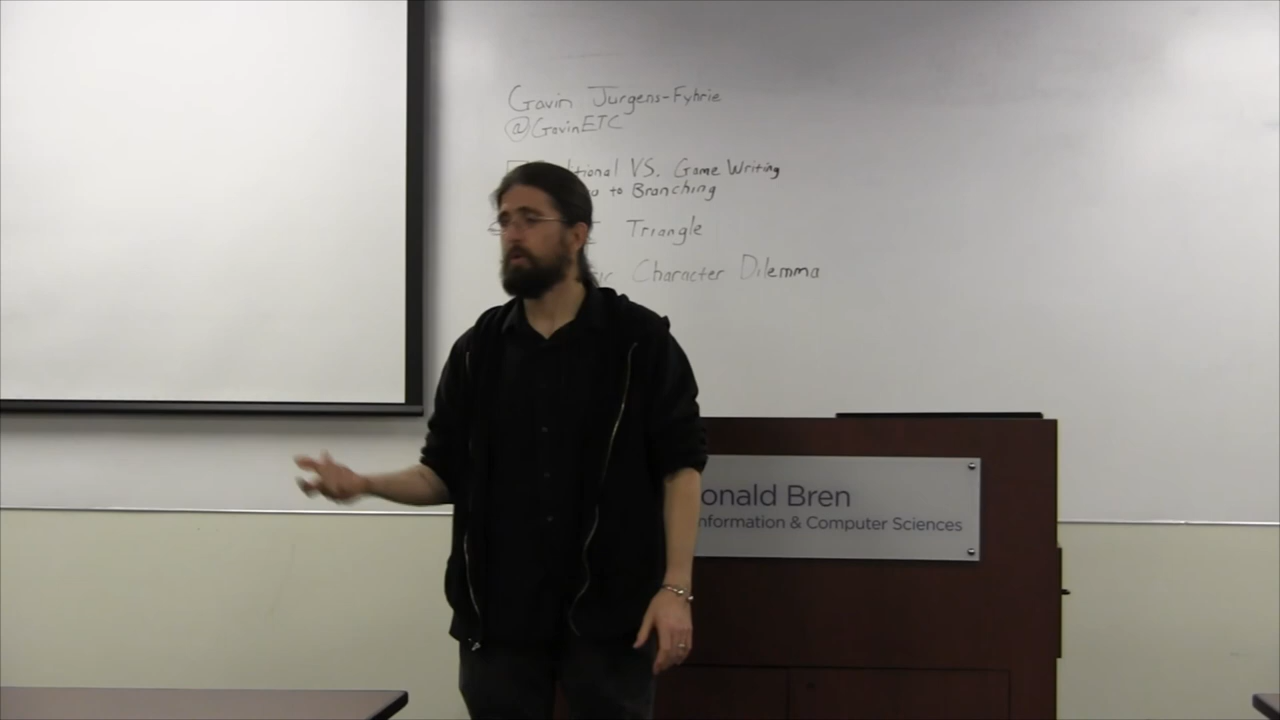 Gavin Jurgens-Fyhrie
@GavinETC
VS. Game Writing
to Branching
Triangle
Character Dilemma
onald Bren
nformation & Computer Sciences